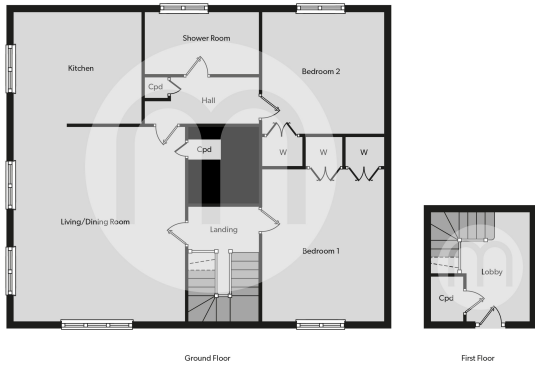 Kitchen
Shower Room
Bedroom 2
Cpd
Hall
Cpd
W
W
W
Living/Dining Room
Landing
Bedroom 1
Lobby
Cpd
Ground Floor
First Floor